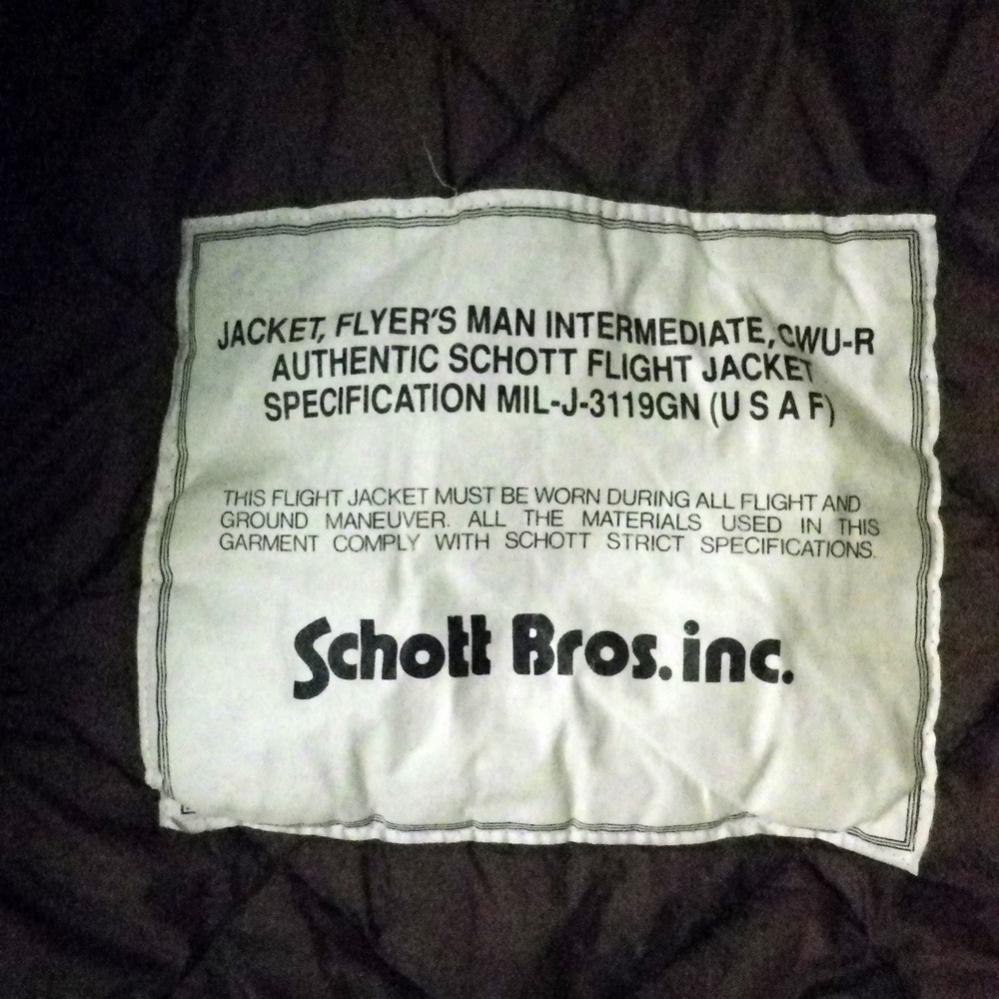 JACKET, FLYER'S MAN INTERMEDIATE, CWU-R
AUTHENTIC SCHOTT FLIGHT JACKET
SPECIFICATION MIL-J-3119GN (U S A F)
THIS FLIGHT JACKET MUST BE WORN DURING ALL FLIGHT AND
GROUND MANEUVER. ALL THE MATERIALS USED IN THIS
GARMENT COMPLY WITH SCHOTT STRICT SPECIFICATIONS.
Schott Bros. inc.